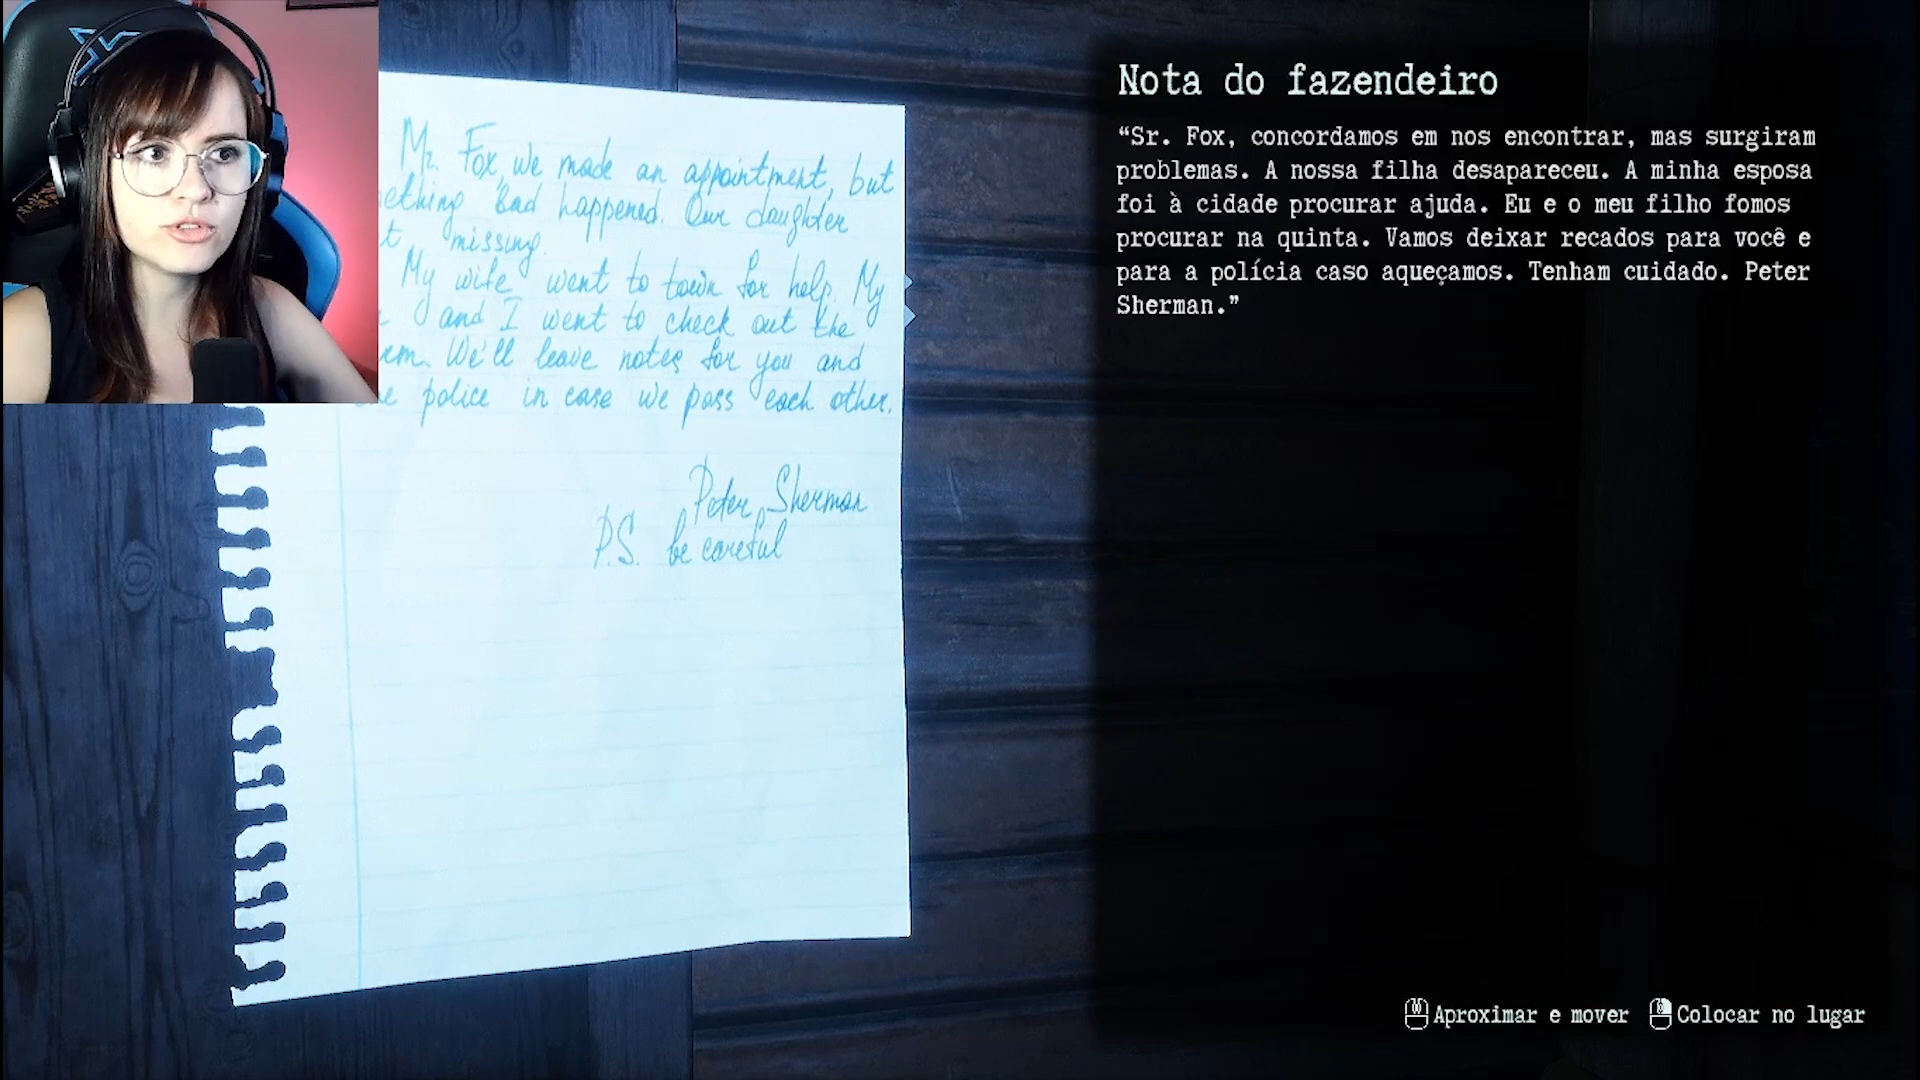 Mr. Fox, we made an appointment, but
bad happened. Our daughter
missing.
My wife went to town for help. My
and I went to check out the
We'll leave notes for you and
police in case we pass each other.
Peter Sherman
P.S. be careful
Nota do fazendeiro
“Sr. Fox, concordamos em nos encontrar, mas surgiram
problemas. A nossa filha desapareceu. A minha esposa
foi à cidade procurar ajuda. Eu e o meu filho fomos
procurar na quinta. Vamos deixar recados para você e
para a polícia caso aqueçamos. Tenham cuidado. Peter
Sherman.”
Aproximar e mover Colocar no lugar